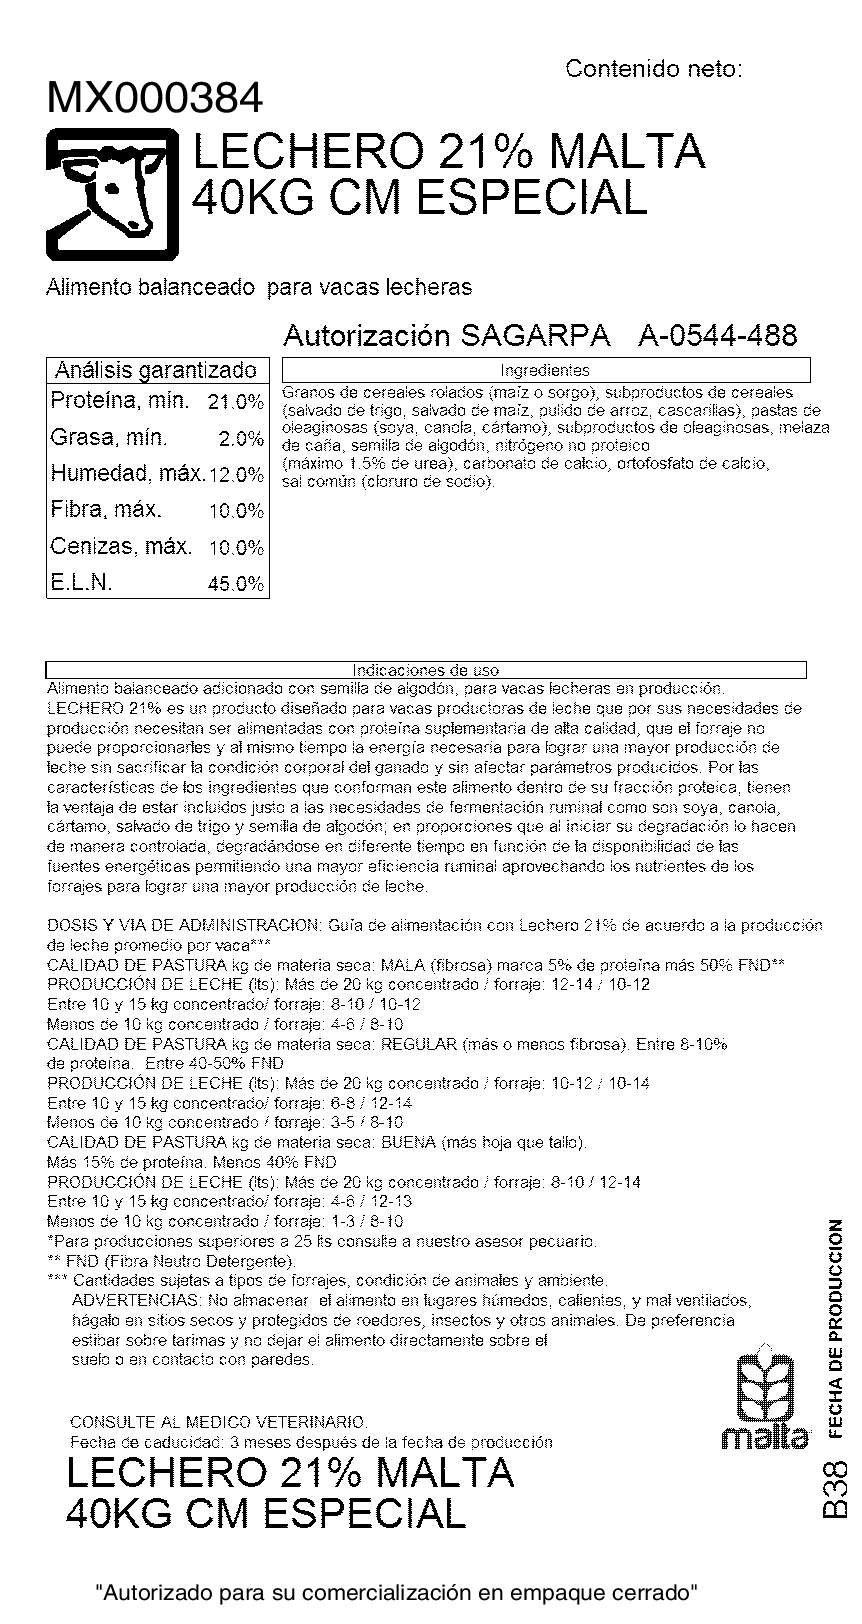 Contenido neto:
MX000384
LECHERO 21% MALTA
40KG CM ESPECIAL
Alimento balanceado  para vacas lecheras
Autorización SAGARPA   A-0544-488
Análisis garantizado
Proteína, mín. 21.0%
Grasa, mín. 2.0%
Humedad, máx. 12.0%
Fibra, máx. 10.0%
Cenizas, máx. 10.0%
E.L.N. 45.0%
Ingredientes
Granos de cereales rolados (maíz o sorgo), subproductos de cereales
(salvado de trigo, salvado de maíz, pulido de arroz, cascarillas), pastas de
oleaginosas (soya, canola, cártamo), subproductos de oleaginosas, melaza
de caña, semilla de algodón, nitrógeno no proteico
(máximo 1.5% de urea), carbonato de calcio, ortofosfato de calcio,
sal común (cloruro de sodio).
Indicaciones de uso
Alimento balanceado adicionado con semilla de algodón, para vacas lecheras en producción.
LECHERO 21% es un producto diseñado para vacas productoras de leche que por sus necesidades de
producción necesitan ser alimentadas con proteína suplementaria de alta calidad, que el forraje no
puede proporcionarles y al mismo tiempo la energía necesaria para lograr una mayor producción de
leche sin sacrificar la condición corporal del ganado y sin afectar parámetros producidos. Por las
características de los ingredientes que conforman este alimento dentro de su fracción proteica, tienen
la ventaja de estar incluidos justo a las necesidades de fermentación ruminal como son soya, canola,
cártamo, salvado de trigo y semilla de algodón; en proporciones que al iniciar su degradación lo hacen
de manera controlada, degradándose en diferente tiempo en función de la disponibilidad de las
fuentes energéticas permitiendo una mayor eficiencia ruminal aprovechando los nutrientes de los
forrajes para lograr una mayor producción de leche.
DOSIS Y VIA DE ADMINISTRACION: Guía de alimentación con Lechero 21% de acuerdo a la producción
de leche promedio por vaca***
CALIDAD DE PASTURA kg de materia seca: MALA (fibrosa) marca 5% de proteína más 50% FND**
PRODUCCIÓN DE LECHE (lts): Más de 20 kg concentrado / forraje: 12-14 / 10-12
Entre 10 y 15 kg concentrado/ forraje: 8-10 / 10-12
Menos de 10 kg concentrado / forraje: 4-6 / 8-10
CALIDAD DE PASTURA kg de materia seca: REGULAR (más o menos fibrosa). Entre 8-10%
de proteína.  Entre 40-50% FND
PRODUCCIÓN DE LECHE (lts): Más de 20 kg concentrado / forraje: 10-12 / 10-14
Entre 10 y 15 kg concentrado/ forraje: 6-8 / 12-14
Menos de 10 kg concentrado / forraje: 3-5 / 8-10
CALIDAD DE PASTURA kg de materia seca: BUENA (más hoja que tallo).
Más 15% de proteína. Menos 40% FND
PRODUCCIÓN DE LECHE (lts): Más de 20 kg concentrado / forraje: 8-10 / 12-14
Entre 10 y 15 kg concentrado/ forraje: 4-6 / 12-13
Menos de 10 kg concentrado / forraje: 1-3 / 8-10
*Para producciones superiores a 25 lts consulte a nuestro asesor pecuario.
** FND (Fibra Neutro Detergente).
*** Cantidades sujetas a tipos de forrajes, condición de animales y ambiente.
ADVERTENCIAS: No almacenar  el alimento en lugares húmedos, calientes, y mal ventilados,
hágalo en sitios secos y protegidos de roedores, insectos y otros animales. De preferencia
estibar sobre tarimas y no dejar el alimento directamente sobre el
suelo o en contacto con paredes.
CONSULTE AL MEDICO VETERINARIO.
Fecha de caducidad: 3 meses después de la fecha de producción
malta
FECHA DE PRODUCCION
B38
LECHERO 21% MALTA
40KG CM ESPECIAL
"Autorizado para su comercialización en empaque cerrado"